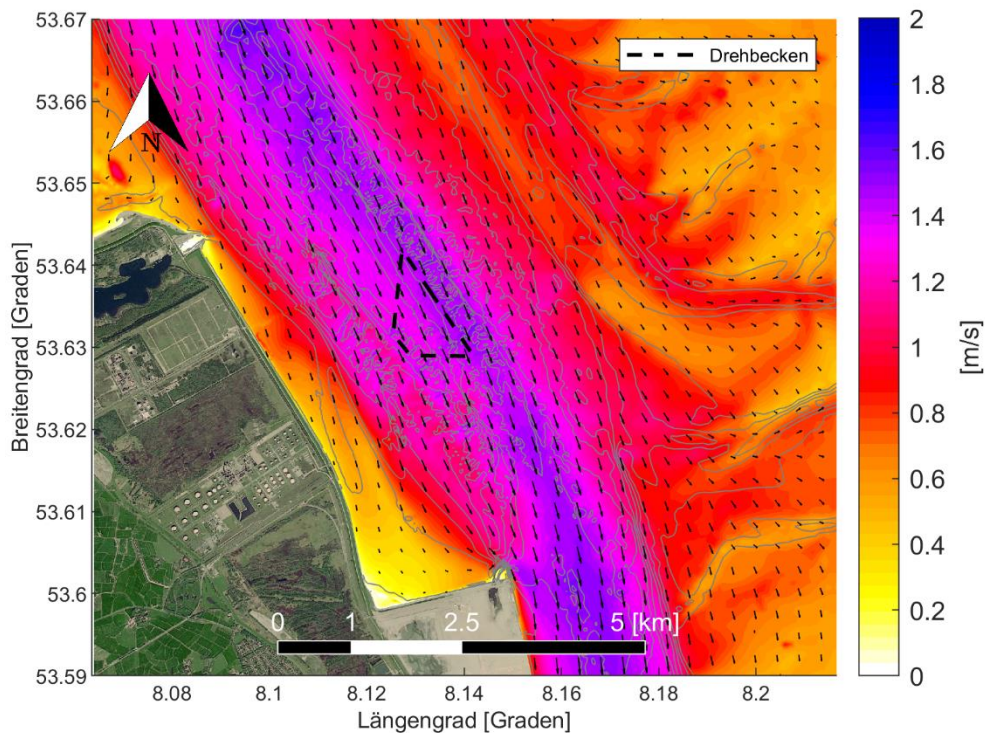 53.67
53.66
53.65
53.64
53.63
53.62
53.61
53.6
53.59
Breitengrad [Graden]
N
Drehbecken
0 1 2.5 5 [km]
8.08 8.1 8.12 8.14 8.16 8.18 8.2
Längengrad [Graden]
2
1.8
1.6
1.4
1.2
1
0.8
0.6
0.4
0.2
0
[m/s]